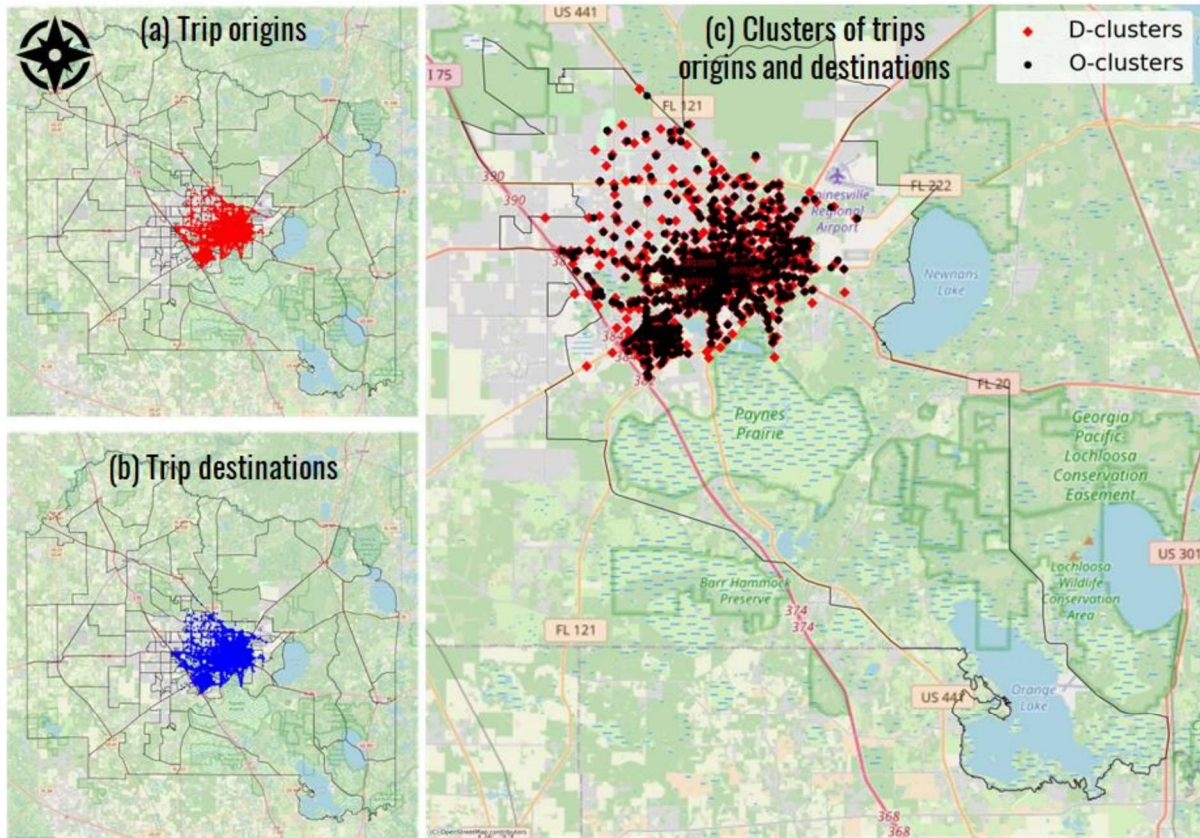 (a) Trip origins
(b) Trip destinations
(c) Clusters of trips
origins and destinations
D-clusters
O-clusters
US 441
I 75
FL 121
390
390
FL 222
Regional
Airport
Newnans
Lake
384
382
FL 20
Paynes
Prairie
Georgia
Pacific
Lochloosa
Conservation
Easement
US 301
Lochloosa
Wildlife
Conservation
Area
Barr Hammock
Preserve
374
374
FL 121
US 441
Orange
Lake
368
368
(C) OpenStreetMap contributors